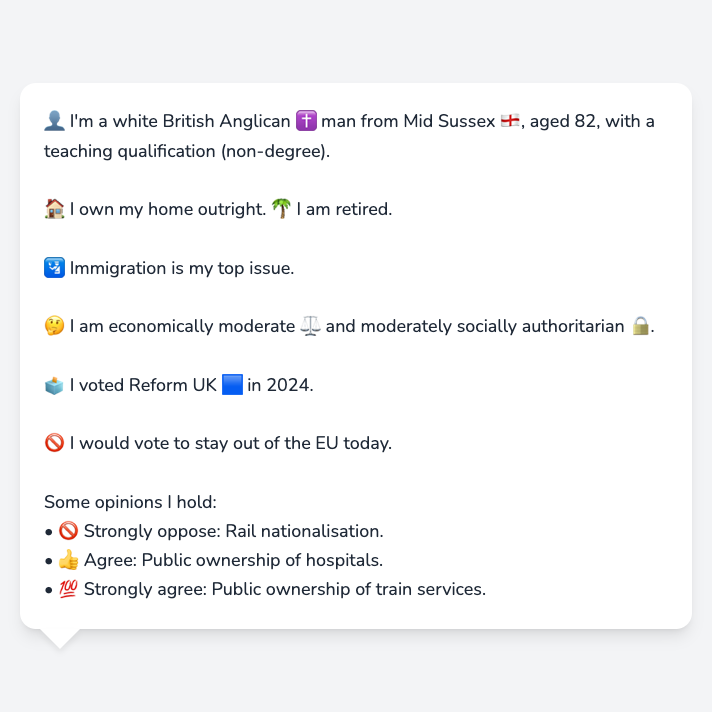 👤 I'm a white British Anglican ✝️ man from Mid Sussex 🏴󠁧󠁢󠁥󠁮󠁧󠁿, aged 82, with a
teaching qualification (non-degree).
🏠 I own my home outright. 🌴 I am retired.
🛂 Immigration is my top issue.
🤔 I am economically moderate ⚖️ and moderately socially authoritarian 🔒.
🗳️ I voted Reform UK 🟦 in 2024.
🚫 I would vote to stay out of the EU today.
Some opinions I hold:
• 🚫 Strongly oppose: Rail nationalisation.
• 👍 Agree: Public ownership of hospitals.
• 💯 Strongly agree: Public ownership of train services.